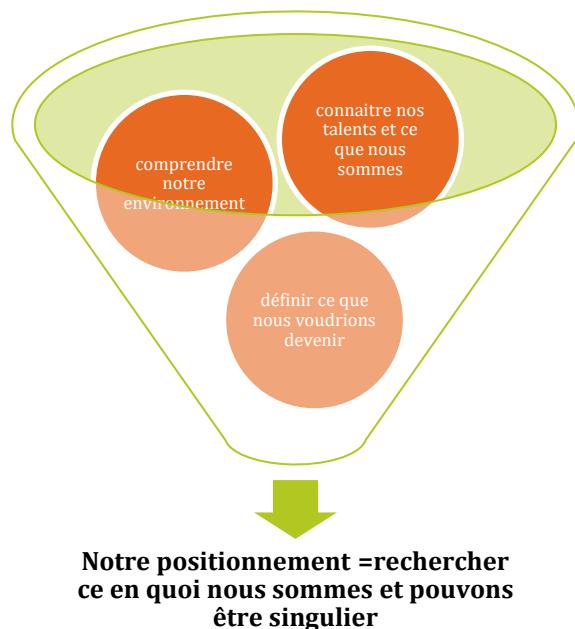 connaitre nos
talents et ce
que nous
sommes
comprendre
notre
environnement
définir ce que
nous voudrions
devenir
Notre positionnement =rechercher
ce en quoi nous sommes et pouvons
être singulier